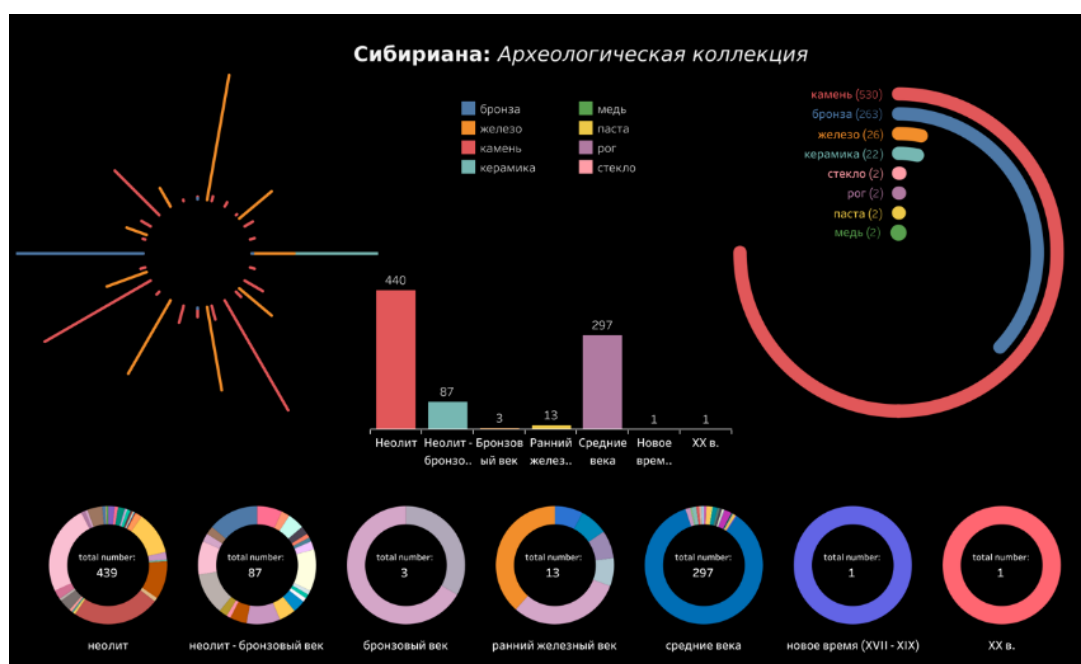 Сибириана: Археологическая коллекция
бронза
железо
камень
керамика
медь
паста
рог
стекло
камень (530)
бронза (263)
железо (26)
керамика (22)
стекло (2)
рог (2)
паста (2)
медь (2)
440
87
3
13
297
1
1
Неолит
Неолит -
бронзо..
Бронзов
ый век
Ранний
желез..
Средние
века
Новое
врем..
XX в.
total number:
439
неолит
total number:
87
неолит - бронзовый век
total number:
3
бронзовый век
total number:
13
ранний железный век
total number:
297
средние века
total number:
1
новое время (XVII - XIX)
total number:
1
XX в.